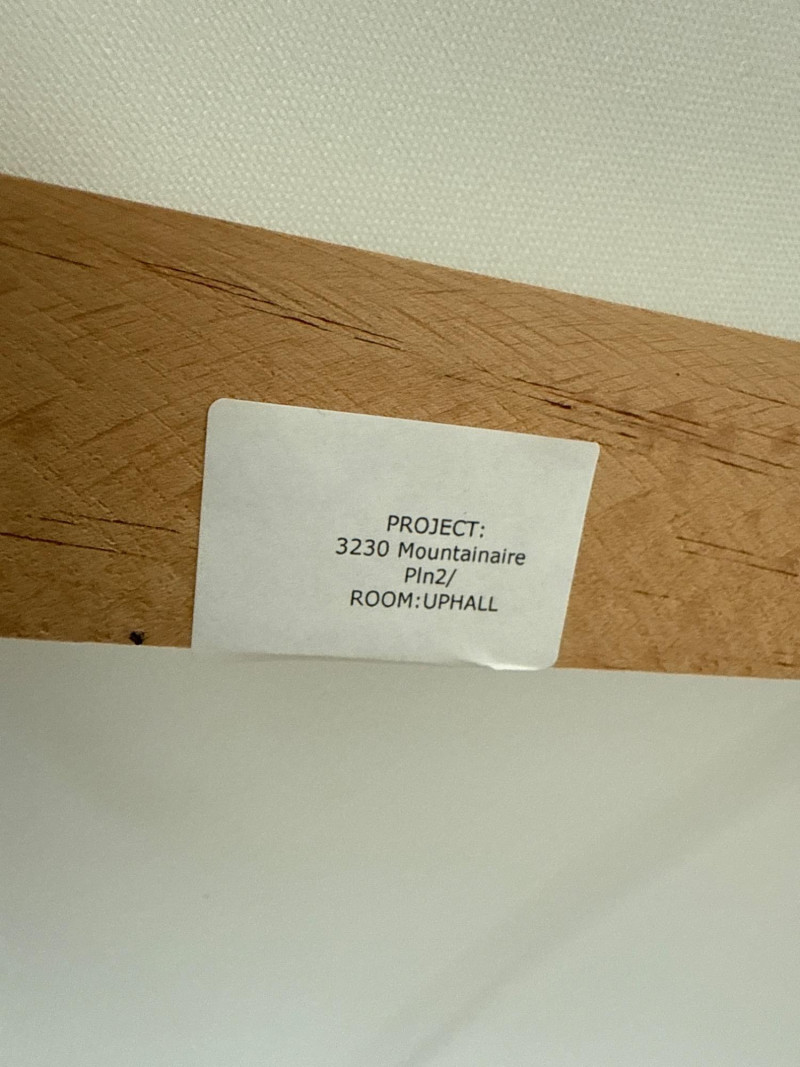 PROJECT:
3230 Mountainaire
Pln2/
ROOM:UPHALL